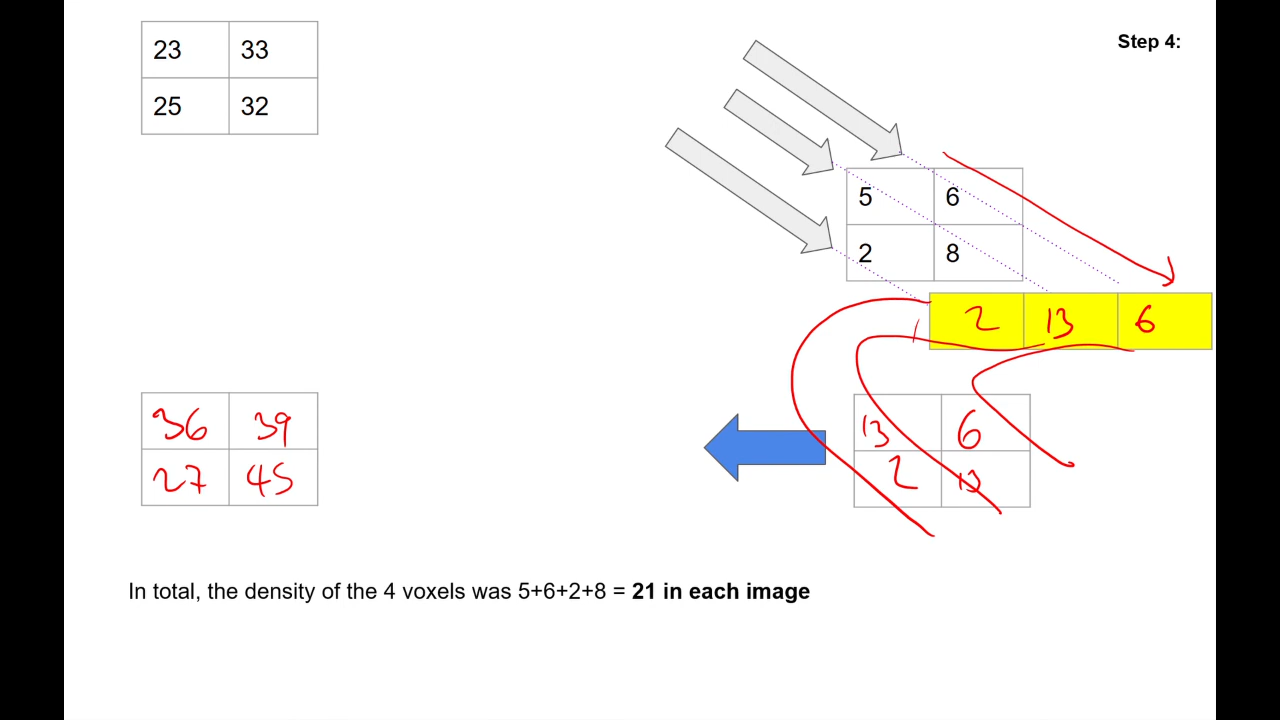 23 33
Step 4:
25 32
5 6
2 8
2 13 6
36 39
13 6
27 45
2 13
In total, the density of the 4 voxels was 5+6+2+8 = 21 in each image